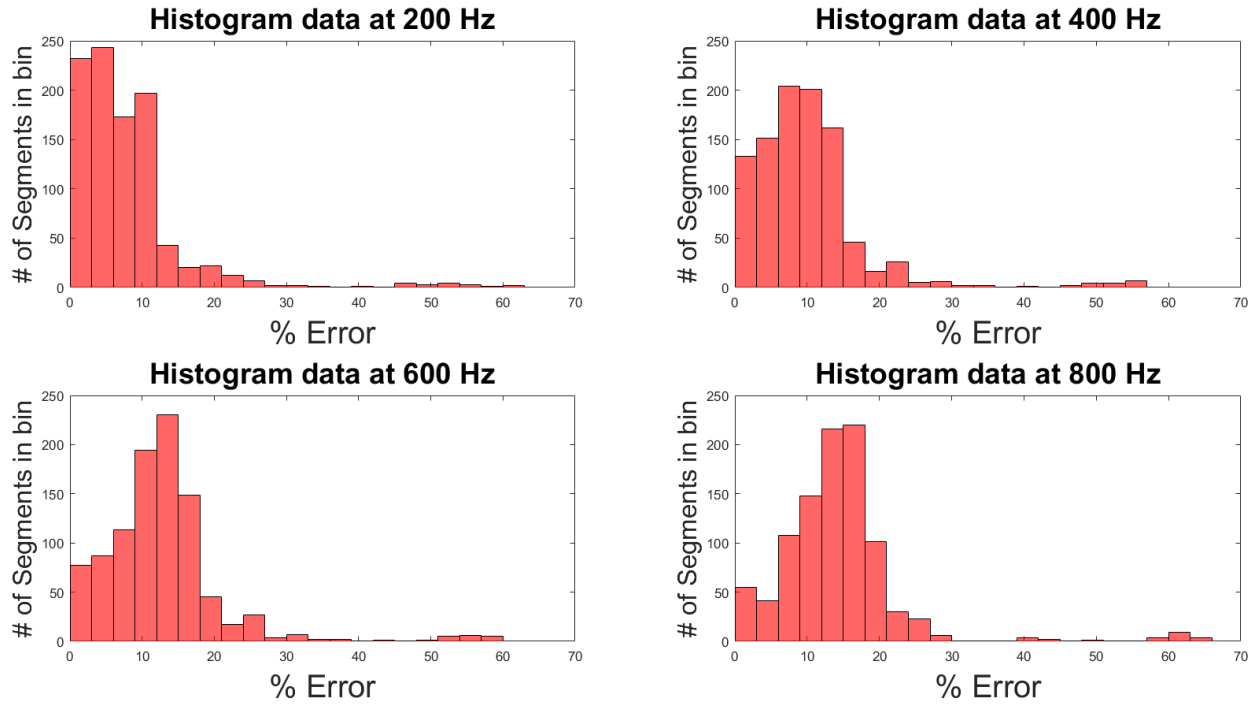 Histogram data at 200 Hz
# of Segments in bin
250
200
150
100
50
0
0 10 20 30 40 50 60 70
% Error
Histogram data at 400 Hz
# of Segments in bin
250
200
150
100
50
0
0 10 20 30 40 50 60 70
% Error
Histogram data at 600 Hz
# of Segments in bin
250
200
150
100
50
0
0 10 20 30 40 50 60 70
% Error
Histogram data at 800 Hz
# of Segments in bin
250
200
150
100
50
0
0 10 20 30 40 50 60 70
% Error